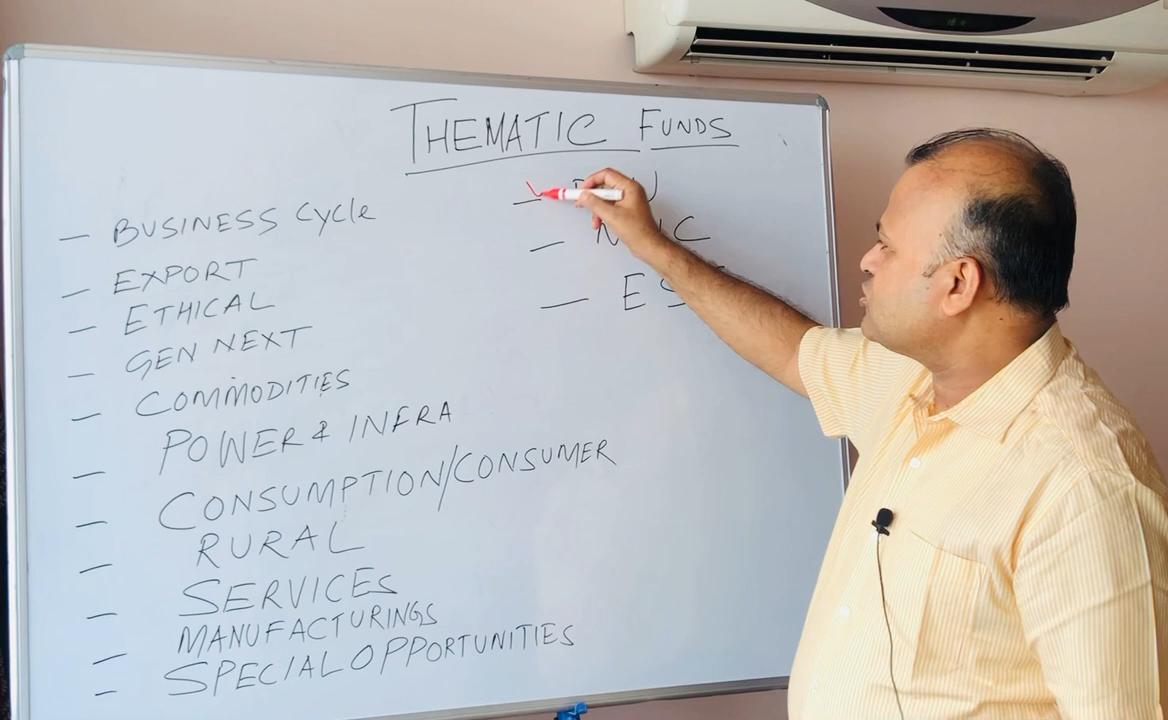 THEMATIC FUNDS
— BUSINESS Cycle
— EXPORT
— ETHICAL
— GEN NEXT
— COMMODITIES
— POWER & INFRA
— CONSUMPTION/CONSUMER
— RURAL
— SERVICES
— MANUFACTURINGS
— SPECIAL OPPORTUNITIES